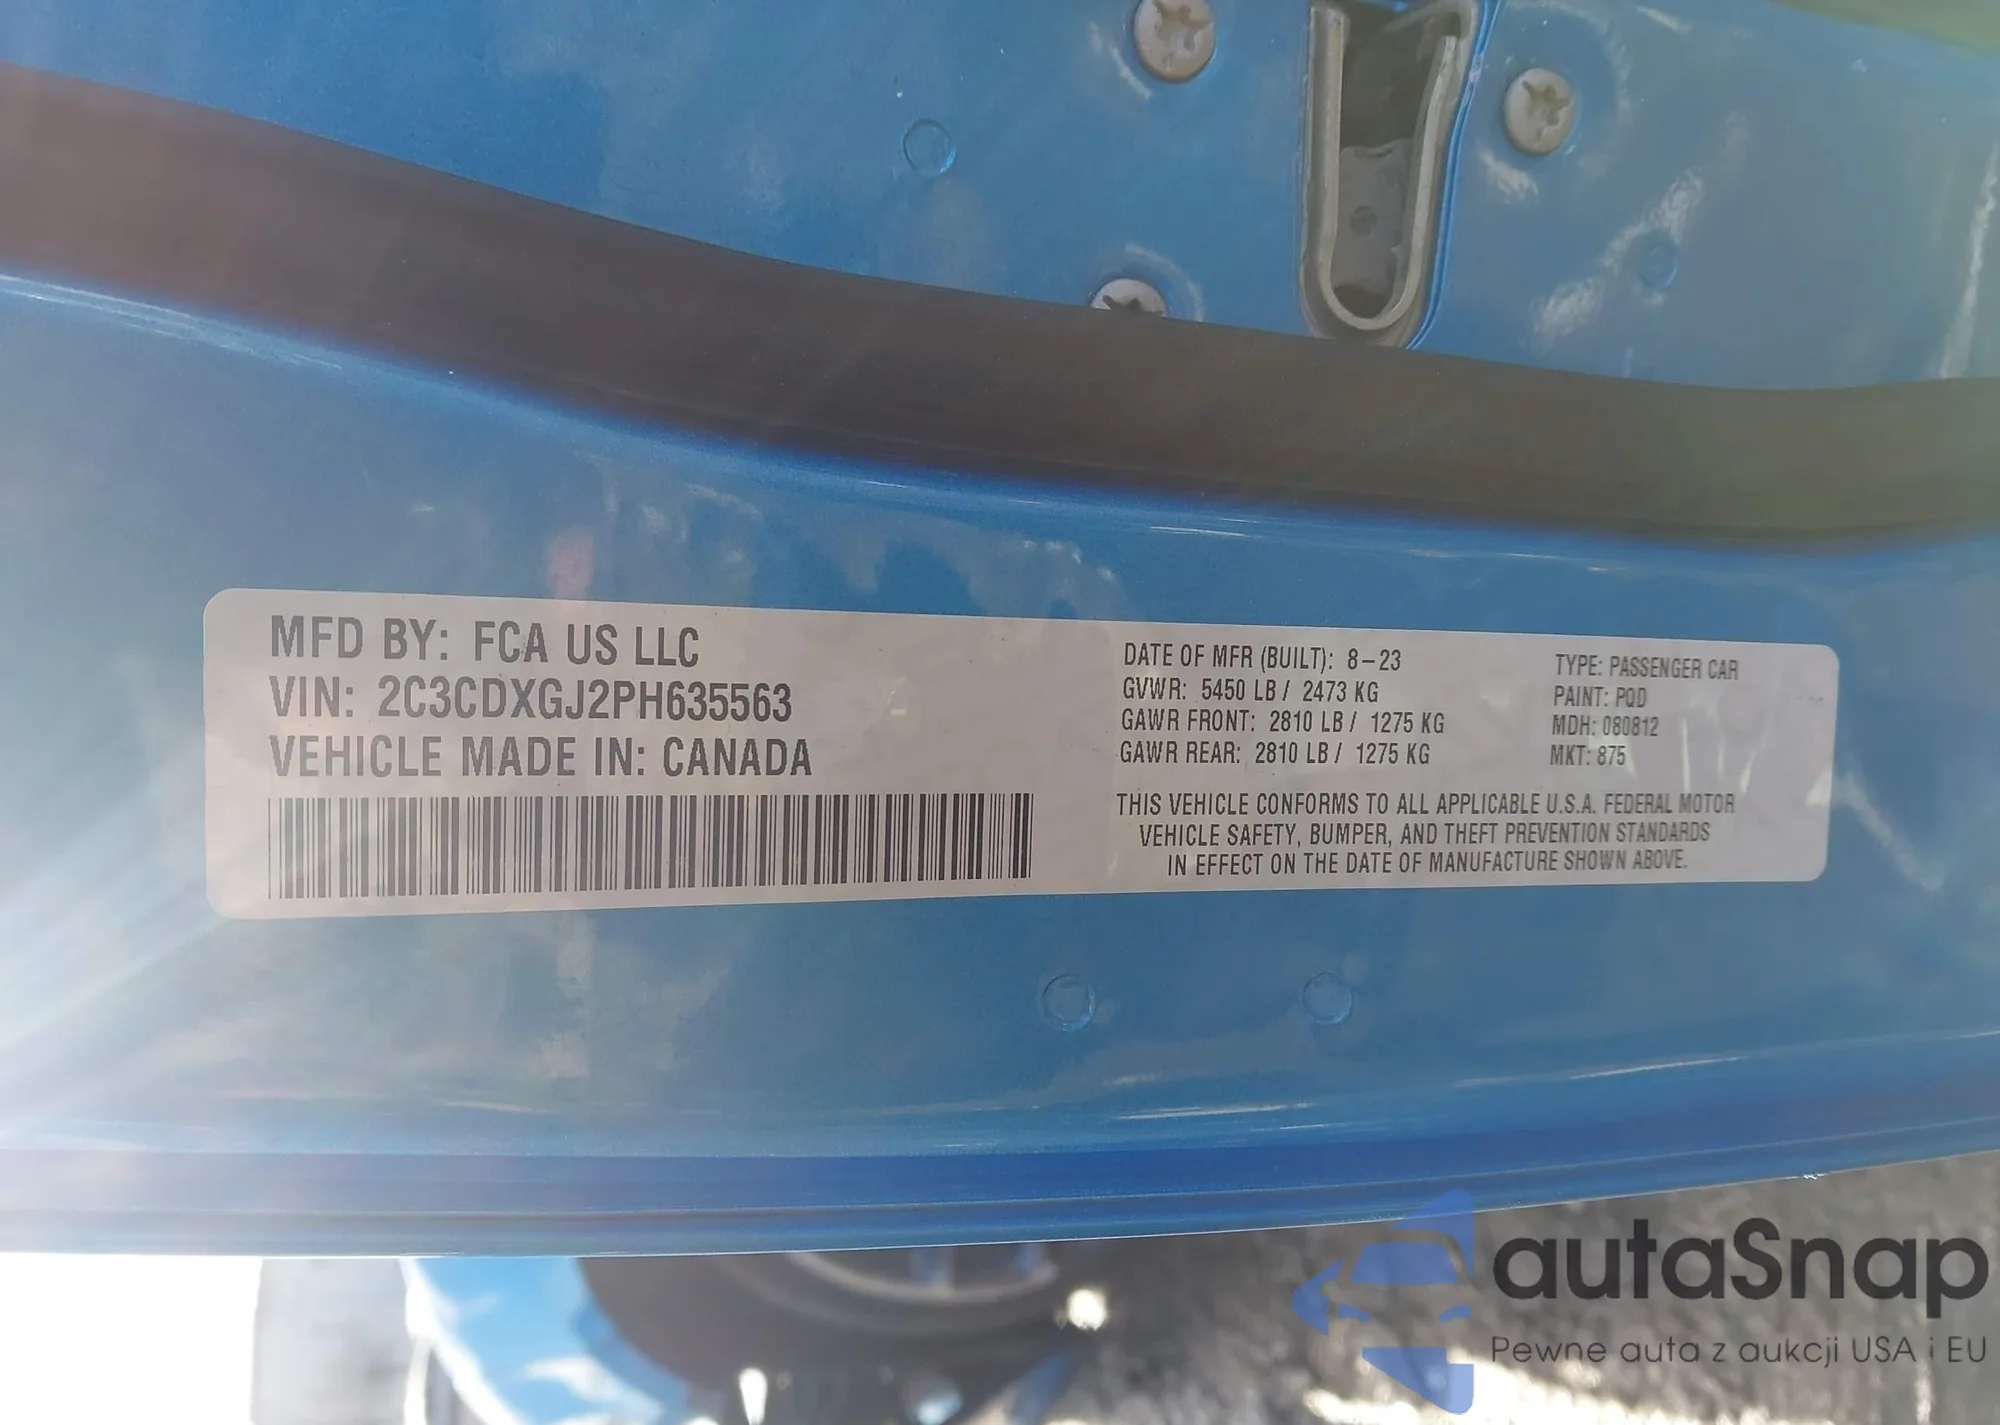 MFD BY: FCA US LLC
VIN: 2C3CDXGJ2PH635563
VEHICLE MADE IN: CANADA
DATE OF MFR (BUILT): 8-23
GVWR: 5450 LB / 2473 KG
GAWR FRONT: 2810 LB / 1275 KG
GAWR REAR: 2810 LB / 1275 KG
TYPE: PASSENGER CAR
PAINT: PQD
MDH: 080812
MKT: 875
THIS VEHICLE CONFORMS TO ALL APPLICABLE U.S.A. FEDERAL MOTOR
VEHICLE SAFETY, BUMPER, AND THEFT PREVENTION STANDARDS
IN EFFECT ON THE DATE OF MANUFACTURE SHOWN ABOVE.
autaSnap
Pewne auta z aukcji USA i EU